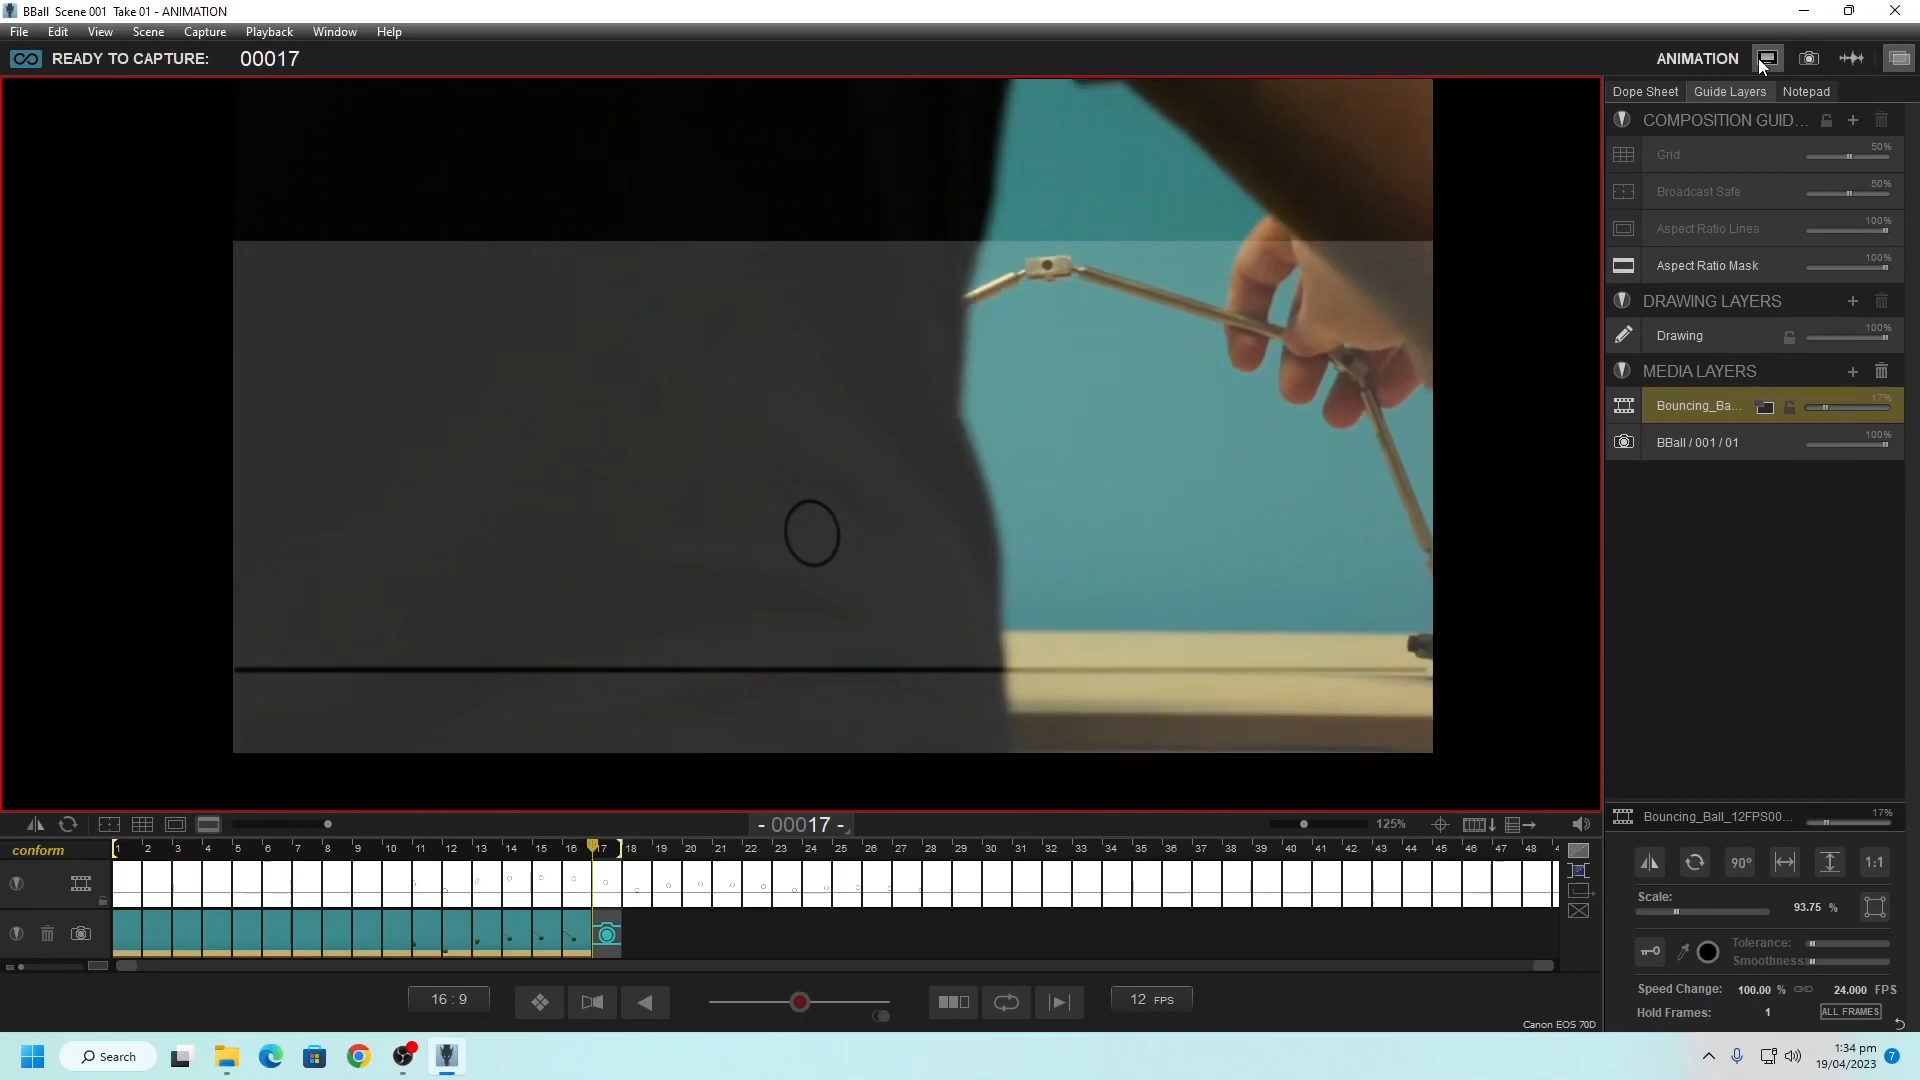 BBall Scene 001 Take 01 - ANIMATION
File Edit View Scene Capture Playback Window Help
READY TO CAPTURE: 00017
ANIMATION
Dope Sheet Guide Layers Notepad
COMPOSITION GUID...
Grid 50%
Broadcast Safe 50%
Aspect Ratio Lines 100%
Aspect Ratio Mask 100%
DRAWING LAYERS
Drawing 100%
MEDIA LAYERS
Bouncing_Ba... 17%
BBall / 001 / 01 100%
- 00017 -
125%
Bouncing_Ball_12FPS00... 17%
conform
1 2 3 4 5 6 7 8 9 10 11 12 13 14 15 16 17 18 19 20 21 22 23 24 25 26 27 28 29 30 31 32 33 34 35 36 37 38 39 40 41 42 43 44 45 46 47 48
90° 1:1
Scale: 93.75 %
Tolerance:
Smoothness:
Speed Change: 100.00 % 24.000 FPS
Hold Frames: 1 ALL FRAMES
16 : 9
12 FPS
Canon EOS 70D
Search
1:34 pm
19/04/2023
7